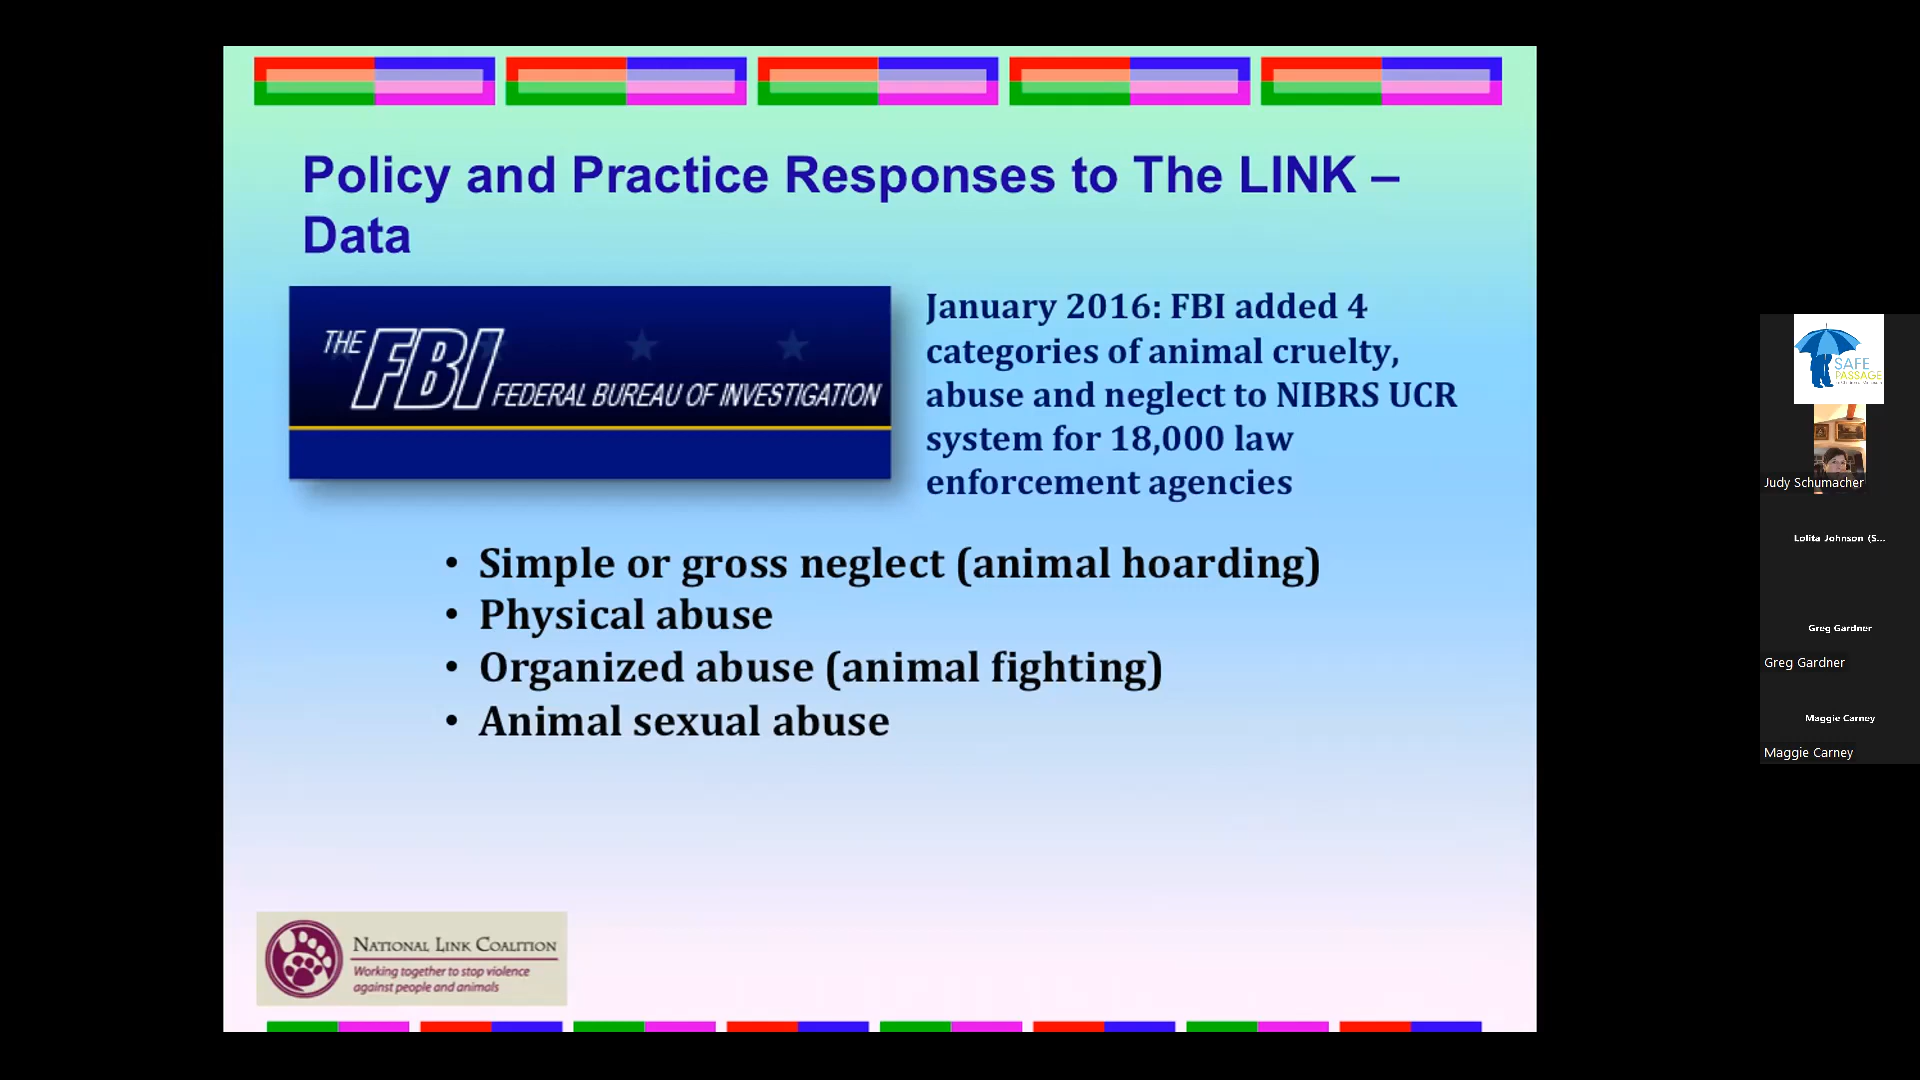 Policy and Practice Responses to The LINK –
Data
THE FBI FEDERAL BUREAU OF INVESTIGATION
January 2016: FBI added 4
categories of animal cruelty,
abuse and neglect to NIBRS UCR
system for 18,000 law
enforcement agencies
• Simple or gross neglect (animal hoarding)
• Physical abuse
• Organized abuse (animal fighting)
• Animal sexual abuse
NATIONAL LINK COALITION
Working together to stop violence
against people and animals
SAFE
PASSAGE
Judy Schumacher
Lolita Johnson (S...
Greg Gardner
Greg Gardner
Maggie Carney
Maggie Carney